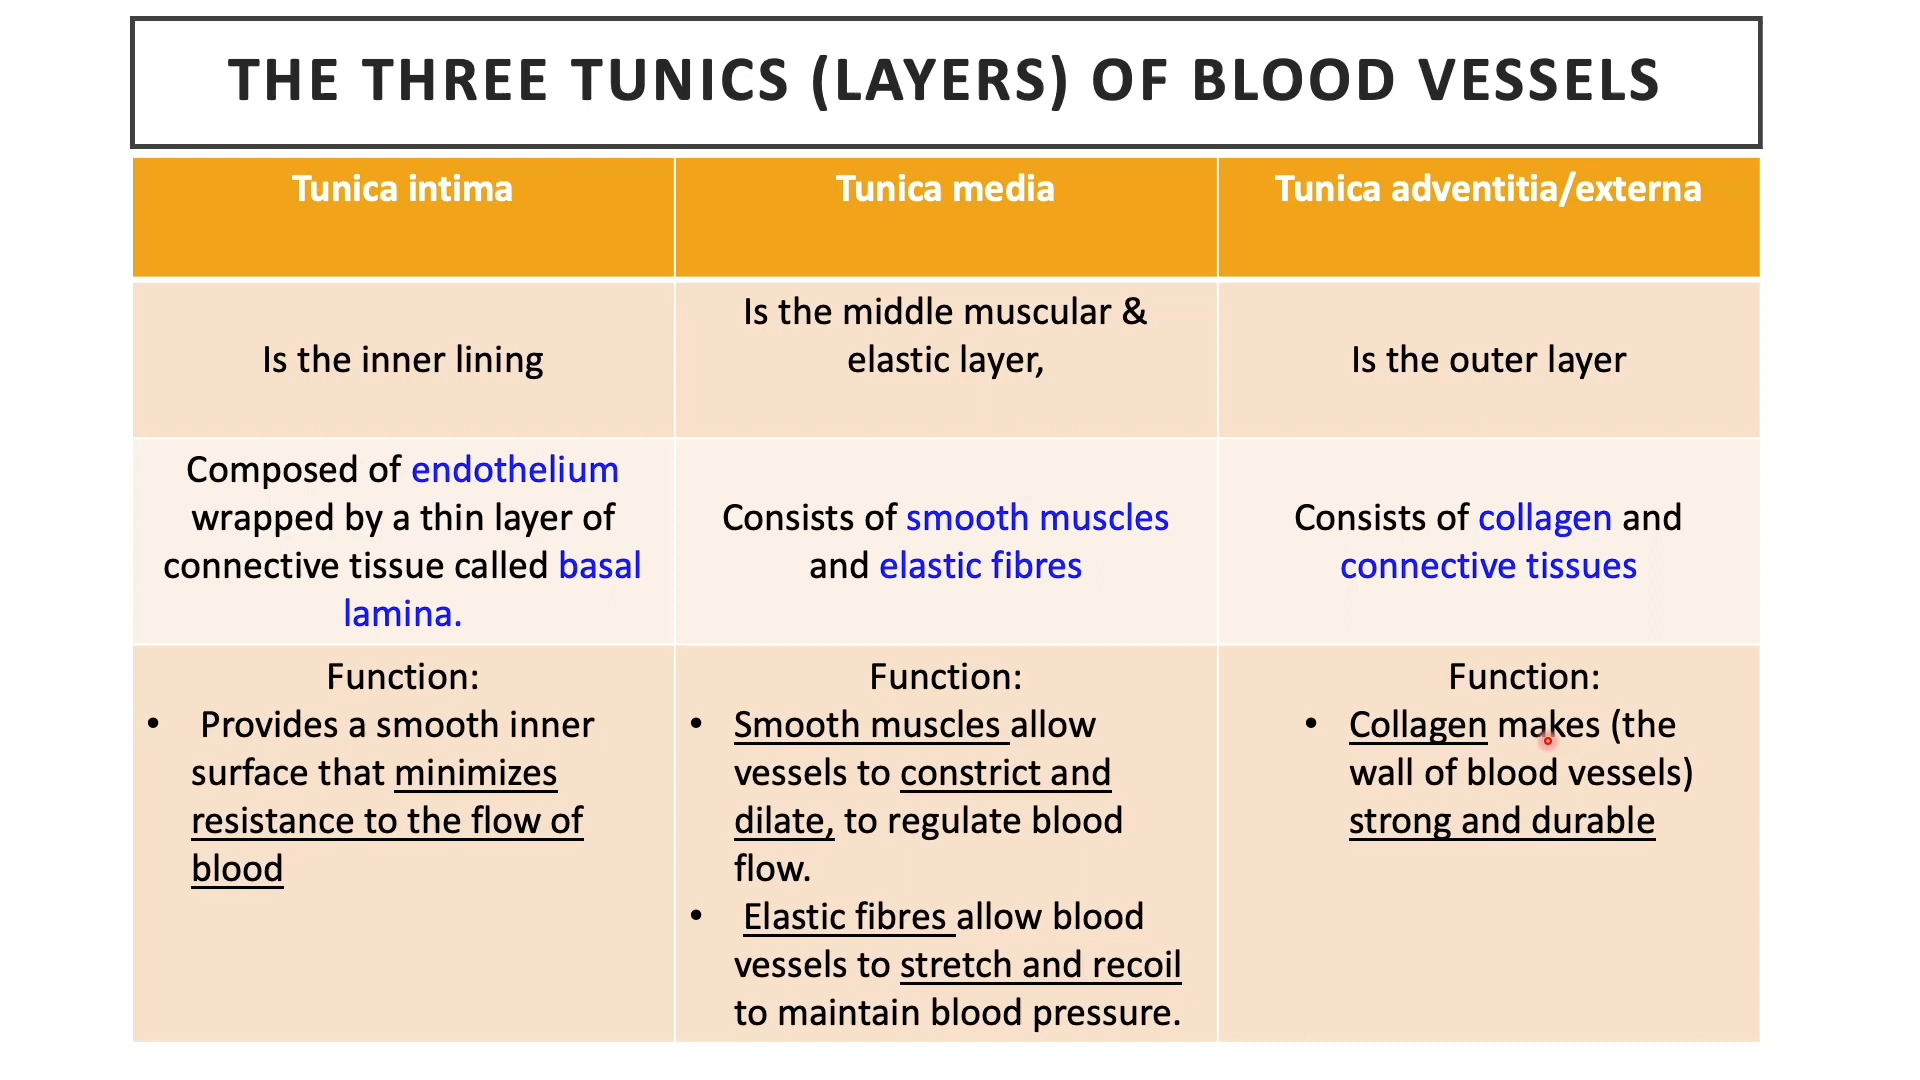 THE THREE TUNICS (LAYERS) OF BLOOD VESSELS
Tunica intima
Tunica media
Tunica adventitia/externa
Is the inner lining
Is the middle muscular &
elastic layer,
Is the outer layer
Composed of endothelium
wrapped by a thin layer of
connective tissue called basal
lamina.
Consists of smooth muscles
and elastic fibres
Consists of collagen and
connective tissues
Function:
• Provides a smooth inner
surface that minimizes
resistance to the flow of
blood
Function:
• Smooth muscles allow
vessels to constrict and
dilate, to regulate blood
flow.
• Elastic fibres allow blood
vessels to stretch and recoil
to maintain blood pressure.
Function:
• Collagen makes (the
wall of blood vessels)
strong and durable